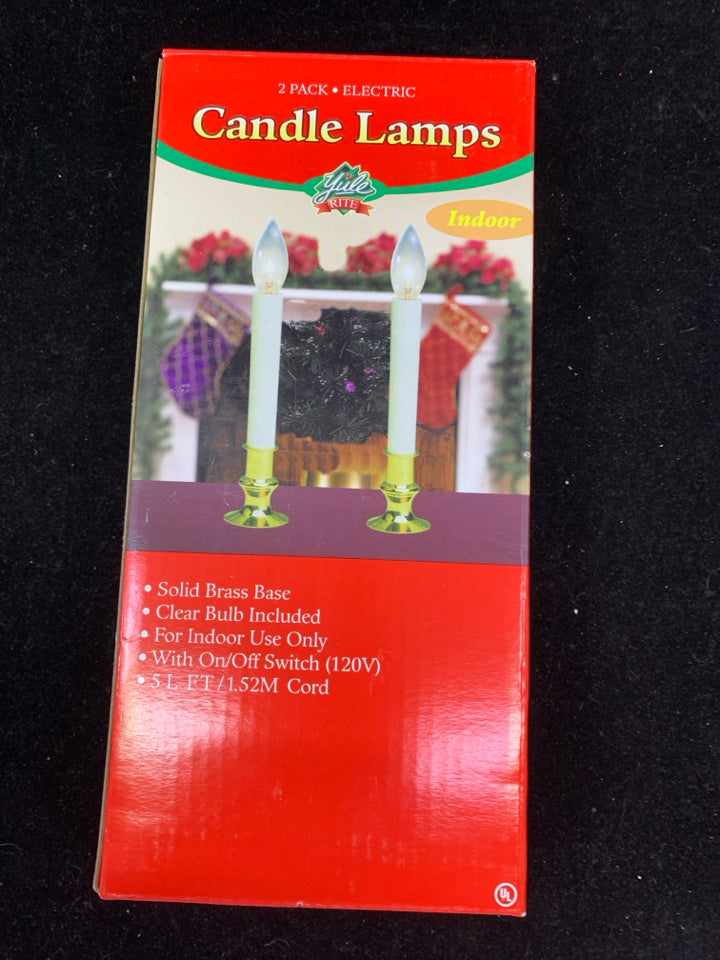 2 PACK • ELECTRIC
Candle Lamps
Yule
RITE
Indoor
• Solid Brass Base
• Clear Bulb Included
• For Indoor Use Only
• With On/Off Switch (120V)
• 5 L FT/1.52M Cord
UL